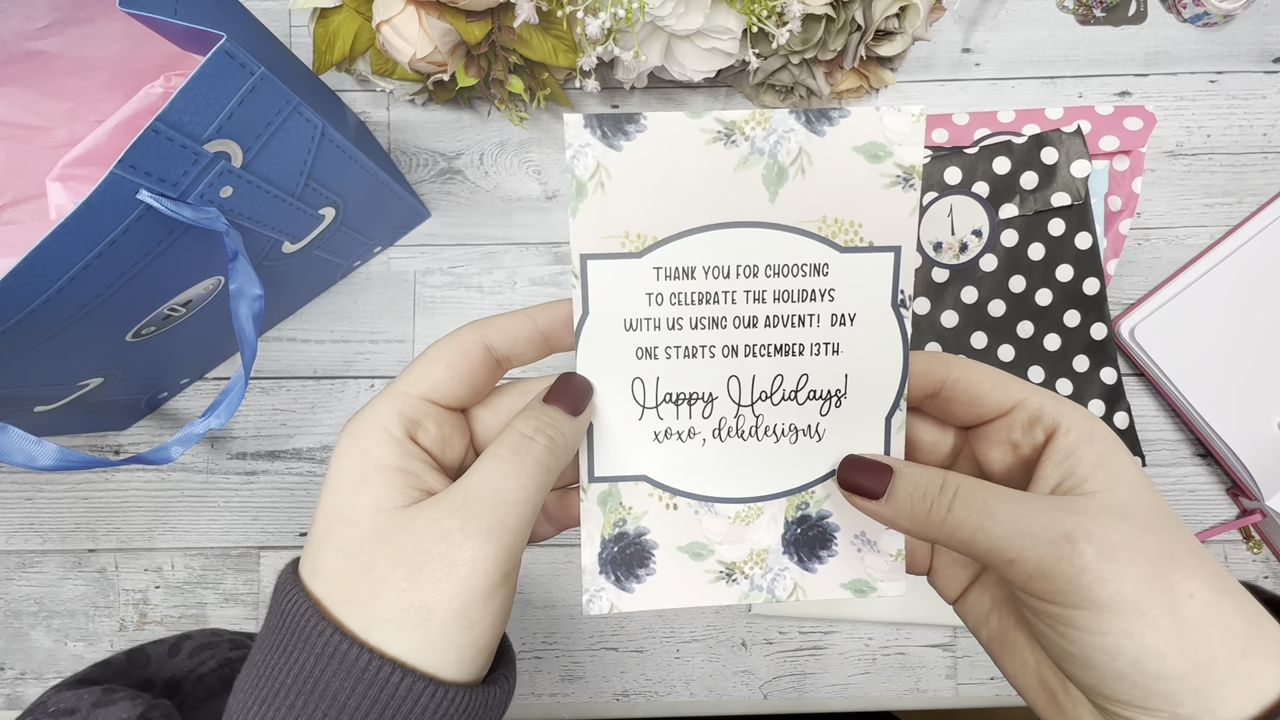 THANK YOU FOR CHOOSING
TO CELEBRATE THE HOLIDAYS
WITH US USING OUR ADVENT! DAY
ONE STARTS ON DECEMBER 13TH.
Happy Holidays!
xoxo, dekdesigns
1